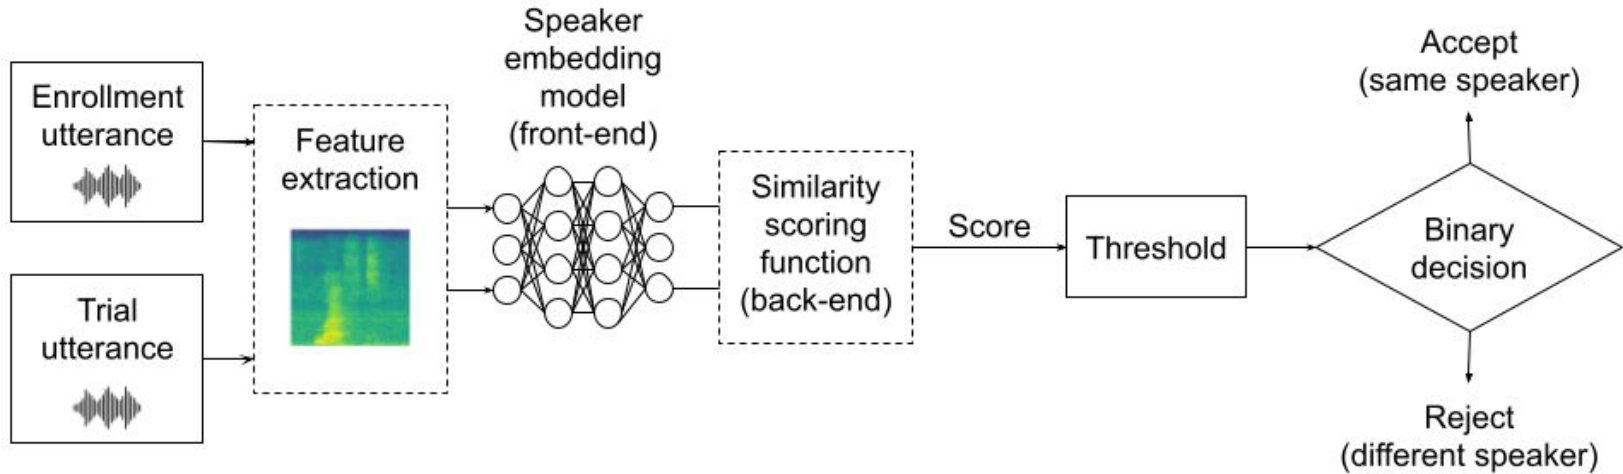 Enrollment
utterance
Trial
utterance
Feature
extraction
Speaker
embedding
model
(front-end)
Similarity
scoring
function
(back-end)
Score
Threshold
Binary
decision
Accept
(same speaker)
Reject
(different speaker)